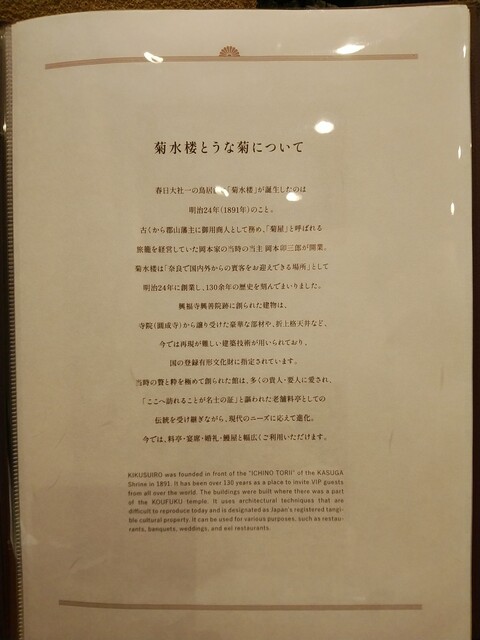 菊水楼とうな菊について
春日大社一の鳥居 「菊水楼」が誕生したのは
明治24年(1891年)のこと。
古くから郡山藩主に御用商人として務め、「菊屋」と呼ばれる
旅籠を経営していた岡本家の当時の当主 岡本 三郎が開業。
菊水楼は「奈良で国内外からの賓客をお迎えできる場所」として
明治24年に創業し、130余年の歴史を刻んでまいりました。
興福寺興善院跡に創られた建物は、
寺院(圓成寺)から譲り受けた豪華な部材や、折上格天井など、
今では再現が難しい建築技術が用いられており、
国の登録有形文化財に指定されています。
当時の贅と粋を極めて創られた館は、多くの貴人・要人に愛され、
「ここへ訪れることが名士の証」と謳われた老舗料亭としての
伝統を受け継ぎながら、現代のニーズに応えて進化。
今では、料亭・宴席・婚礼・鰻屋と幅広くご利用いただけます。
KIKUSUIRO was founded in front of the "ICHINO TORII" of the KASUGA
Shrine in 1891. It has been over 130 years as a place to invite VIP guests
from all over the world. The buildings were built where there was a part
of the KOUFUKU temple. It uses architectural techniques that are
difficult to reproduce today and is designated as Japan's registered tangi-
ble cultural property. It can be used for various purposes, such as restau-
rants, banquets, weddings, and eel restaurants.